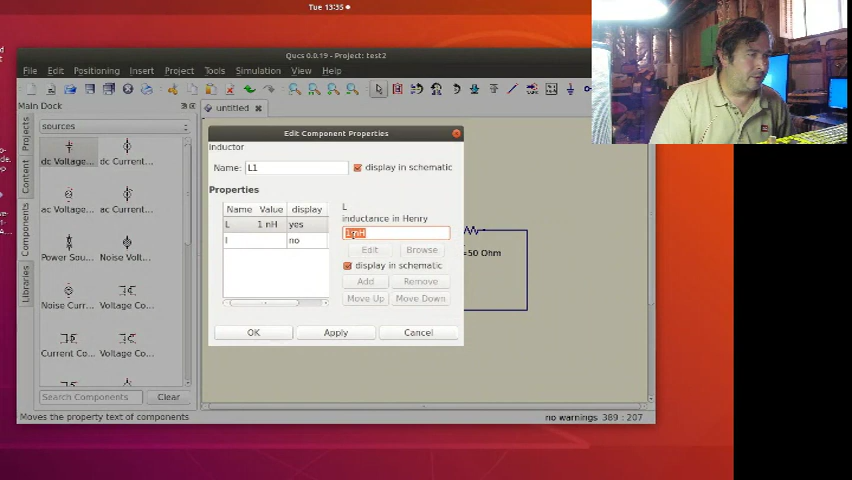 Tue 13:35
Qucs 0.0.19 - Project: test2
File Edit Positioning Insert Project Tools Simulation View Help
Main Dock
untitled
Projects
Content
Components
Libraries
sources
dc Voltage...
dc Current...
ac Voltage...
ac Current...
Power Sou...
Noise Volt...
Noise Curr...
Voltage Co...
Current Co...
Voltage Co...
Search Components
Clear
Edit Component Properties
Inductor
Name: L1
display in schematic
Properties
Name Value display
L 1 nH yes
I no
L
inductance in Henry
1 nH
Edit Browse
display in schematic
Add Remove
Move Up Move Down
OK Apply Cancel
=50 Ohm
Moves the property text of components
no warnings 389 : 207